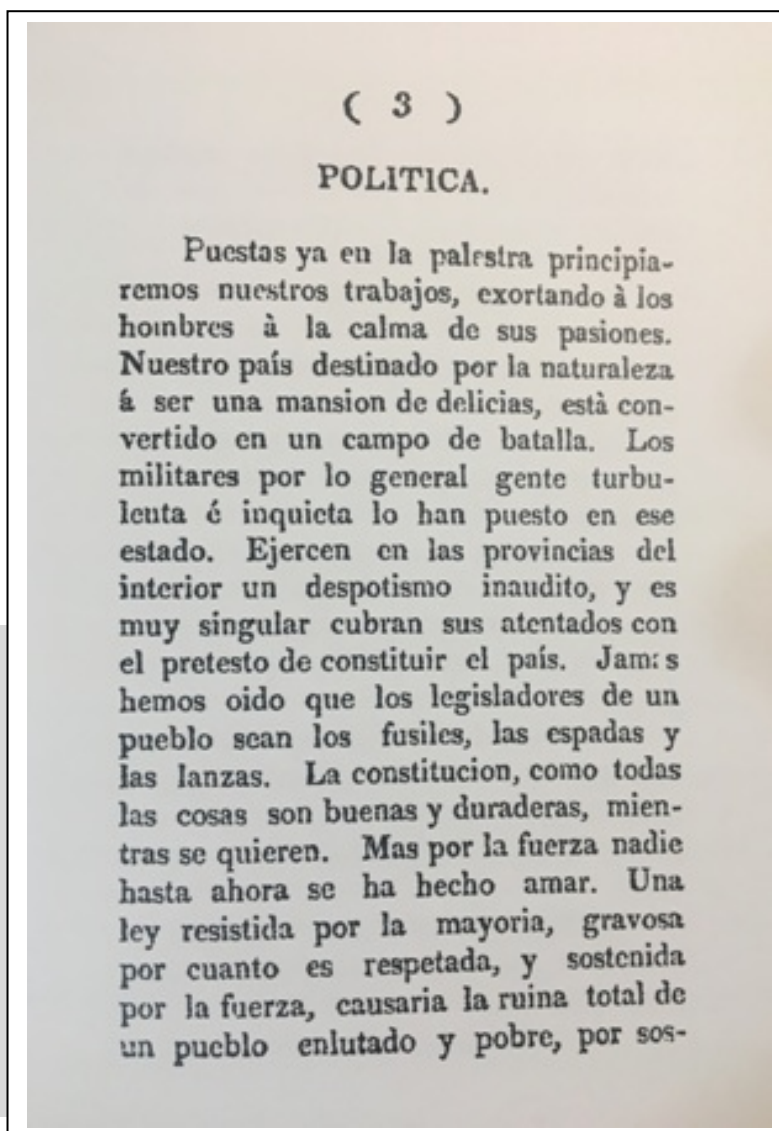 ( 3 )
POLITICA.
Puestas ya en la palestra principia-
remos nuestros trabajos, exortando à los
hombres à la calma de sus pasiones.
Nuestro país destinado por la naturaleza
á ser una mansion de delicias, està con-
vertido en un campo de batalla. Los
militares por lo general gente turbu-
lenta é inquieta lo han puesto en ese
estado. Ejercen en las provincias del
interior un despotismo inaudito, y es
muy singular cubran sus atentados con
el pretesto de constituir el país. Jamás
hemos oido que los legisladores de un
pueblo sean los fusiles, las espadas y
las lanzas. La constitucion, como todas
las cosas son buenas y duraderas, mien-
tras se quieren. Mas por la fuerza nadie
hasta ahora se ha hecho amar. Una
ley resistida por la mayoria, gravosa
por cuanto es respetada, y sostenida
por la fuerza, causaria la ruina total de
un pueblo enlutado y pobre, por sos-